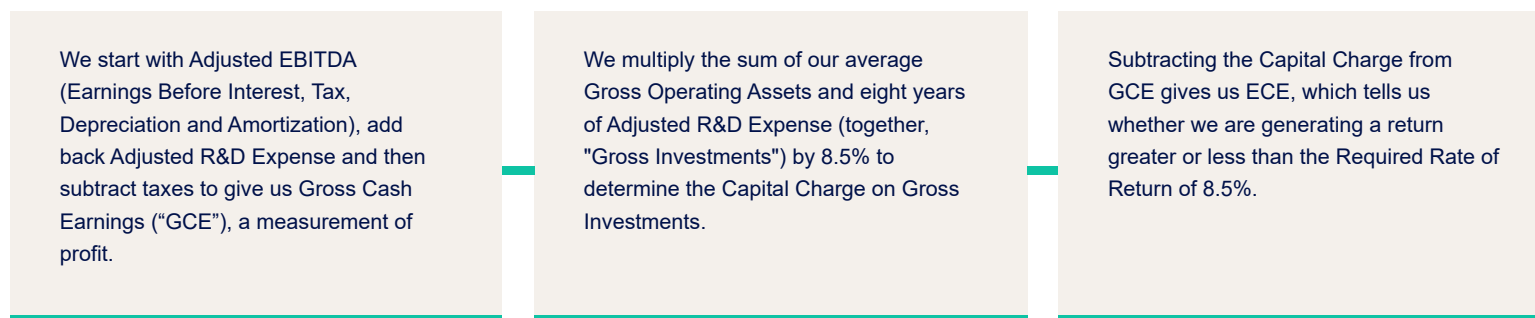 We start with Adjusted EBITDA
(Earnings Before Interest, Tax,
Depreciation and Amortization), add
back Adjusted R&D Expense and then
subtract taxes to give us Gross Cash
Earnings (“GCE”), a measurement of
profit.
We multiply the sum of our average
Gross Operating Assets and eight years
of Adjusted R&D Expense (together,
"Gross Investments") by 8.5% to
determine the Capital Charge on Gross
Investments.
Subtracting the Capital Charge from
GCE gives us ECE, which tells us
whether we are generating a return
greater or less than the Required Rate of
Return of 8.5%.